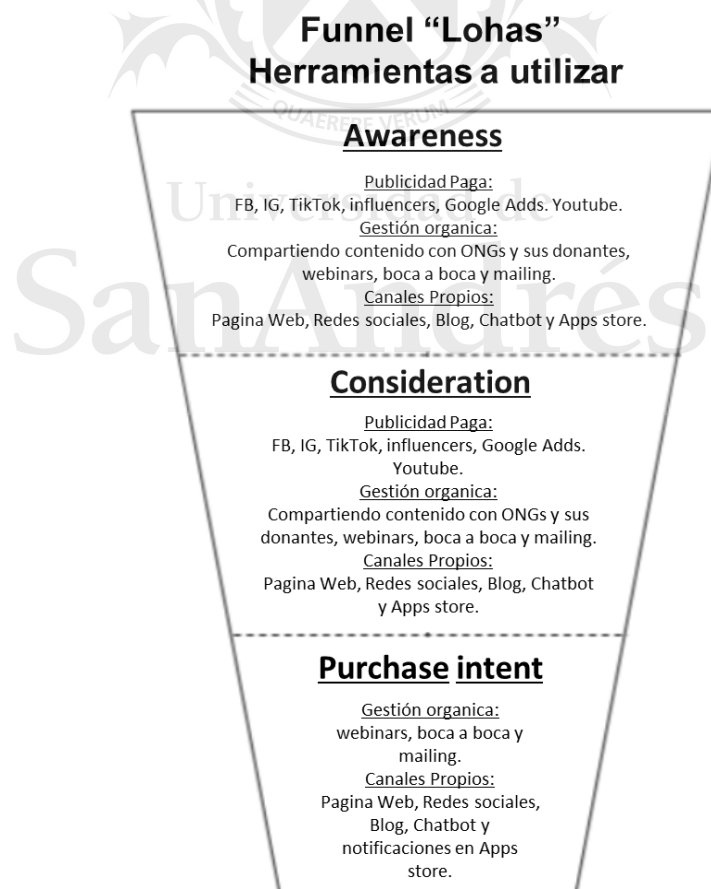 Funnel “Lohas”
Herramientas a utilizar
QUAERERE VERUM
Universidad de
SanAndrés
Awareness
Publicidad Paga:
FB, IG, TikTok, influencers, Google Adds. Youtube.
Gestión organica:
Compartiendo contenido con ONGs y sus donantes,
webinars, boca a boca y mailing.
Canales Propios:
Pagina Web, Redes sociales, Blog, Chatbot y Apps store.
Consideration
Publicidad Paga:
FB, IG, TikTok, influencers, Google Adds.
Youtube.
Gestión organica:
Compartiendo contenido con ONGs y sus
donantes, webinars, boca a boca y mailing.
Canales Propios:
Pagina Web, Redes sociales, Blog, Chatbot
y Apps store.
Purchase intent
Gestión organica:
webinars, boca a boca y
mailing.
Canales Propios:
Pagina Web, Redes sociales,
Blog, Chatbot y
notificaciones en Apps
store.